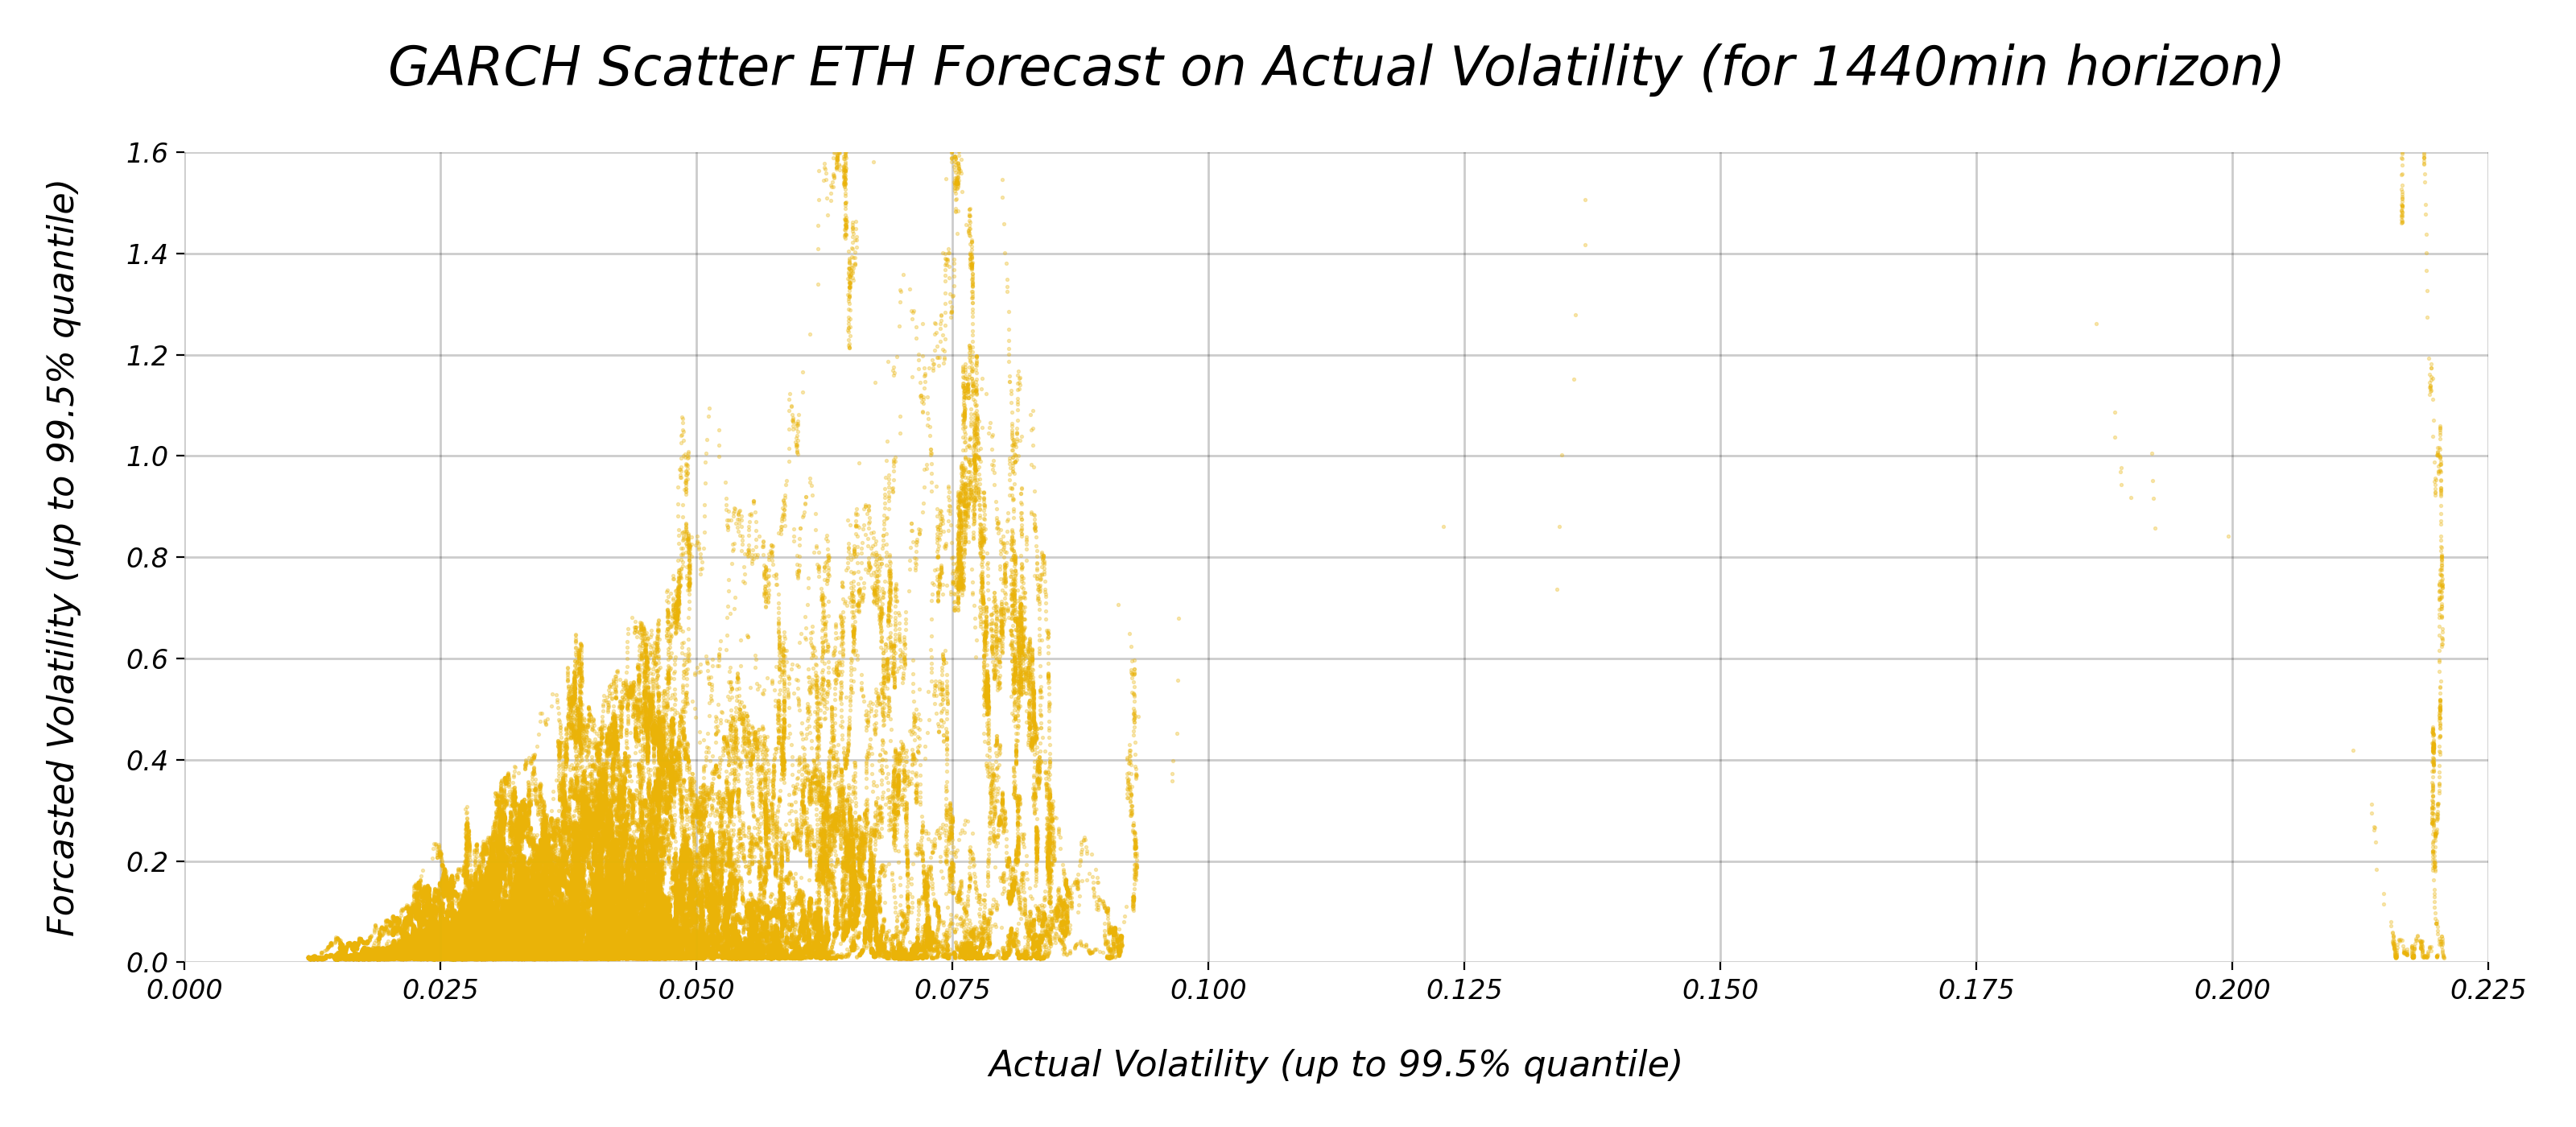 GARCH Scatter ETH Forecast on Actual Volatility (for 1440min horizon)
Forcasted Volatility (up to 99.5% quantile)
1.6
1.4
1.2
1.0
0.8
0.6
0.4
0.2
0.0
0.000 0.025 0.050 0.075 0.100 0.125 0.150 0.175 0.200 0.225
Actual Volatility (up to 99.5% quantile)